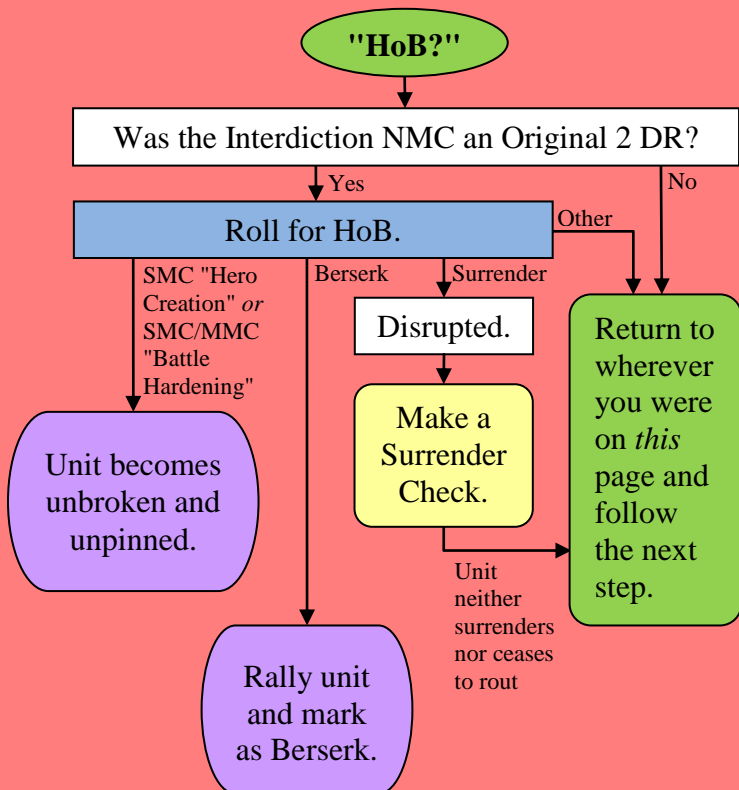 "HoB?"
Was the Interdiction NMC an Original 2 DR?
Yes
No
Roll for HoB.
Other
SMC "Hero
Creation" or
SMC/MMC
"Battle
Hardening"
Berserk
Surrender
Disrupted.
Return to
wherever
you were
on this
page and
follow
the next
step.
Make a
Surrender
Check.
Unit becomes
unbroken and
unpinned.
Unit
neither
surrenders
nor ceases
to rout
Rally unit
and mark
as Berserk.